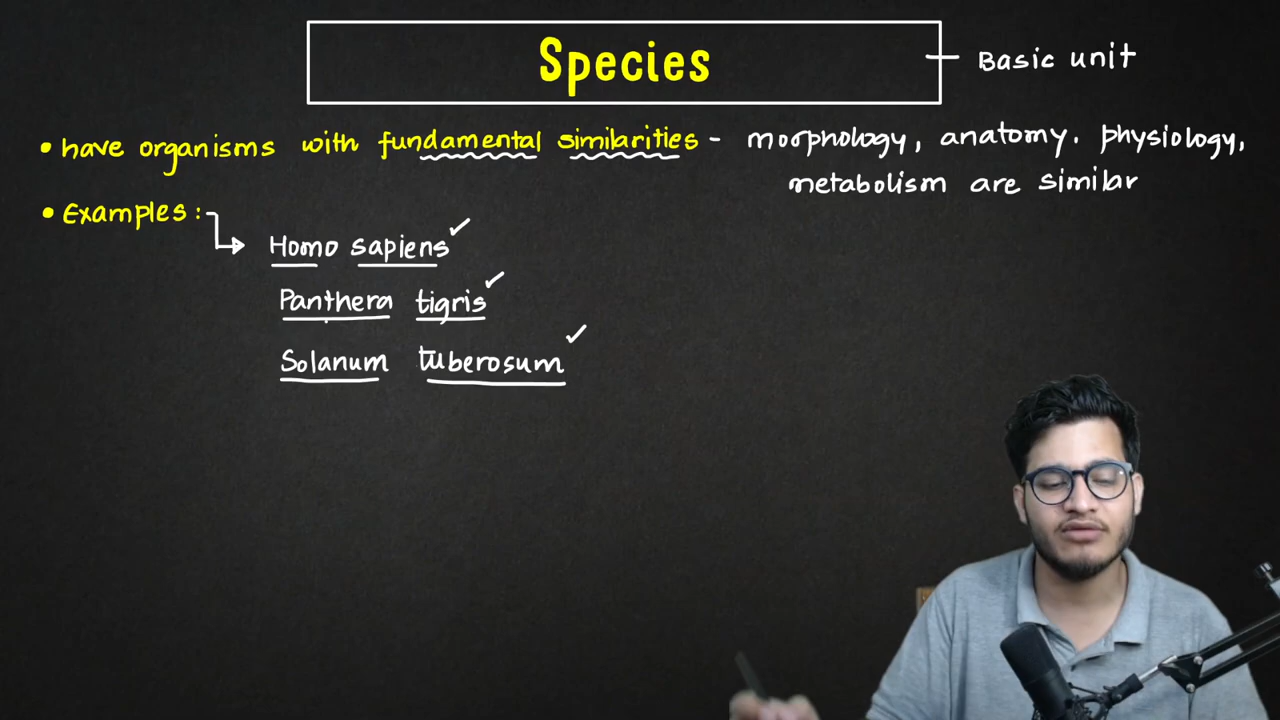 Species
Basic unit
• have organisms with fundamental similarities - morphology, anatomy. physiology,
metabolism are similar
• Examples:
Homo sapiens
Panthera tigris
Solanum tuberosum